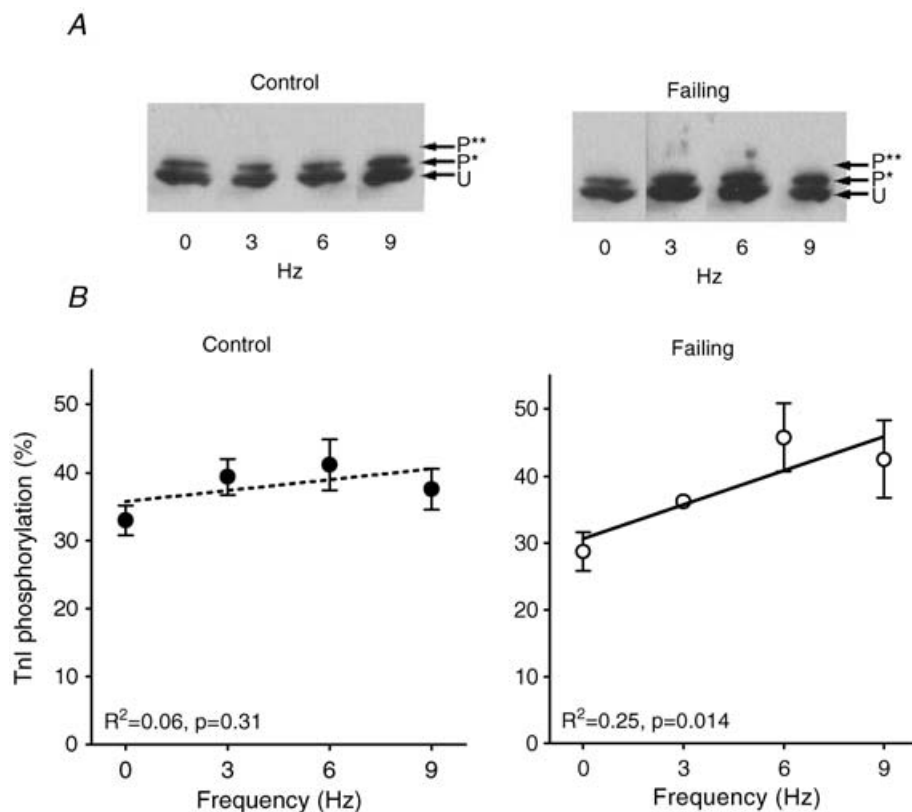 A
Control
P**
P*
U
0 3 6 9
Hz
Failing
P**
P*
U
0 3 6 9
Hz
B
Control
TnI phosphorylation (%)
50
40
30
20
10
0
R²=0.06, p=0.31
0 3 6 9
Frequency (Hz)
Failing
50
40
30
20
10
0
R²=0.25, p=0.014
0 3 6 9
Frequency (Hz)